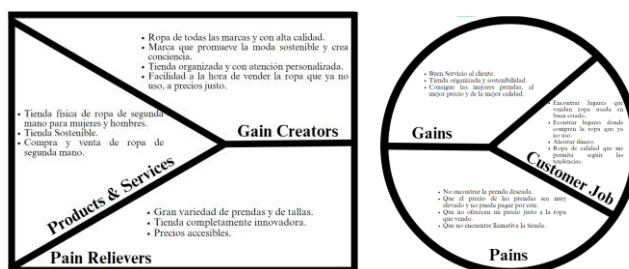 • Ropa de todas las marcas y con alta calidad.
• Marca que promueve la moda sostenible y crea
conciencia.
• Tienda organizada y con atención personalizada.
• Facilidad a la hora de vender la ropa que ya no
uso, a precios justo.
Gain Creators
• Tienda física de ropa de segunda
mano para mujeres y hombres.
• Tienda Sostenible.
• Compra y venta de ropa de
segunda mano.
Products & Services
• Gran variedad de prendas y de tallas.
• Tienda completamente innovadora.
• Precios accesibles.
Pain Relievers
• Buen Servicio al cliente.
• Tienda organizada y sostenibilidad.
• Consigue las mejores prendas, al
mejor precio y de la mejor calidad.
Gains
• Encontrar lugares que
vendan ropa usada en
buen estado.
• Econtrar lugares donde
compren la ropa que ya
no uso.
• Ahorrar dinero.
• Ropa de calidad que me
permita seguir las
tendencias.
Customer Job
• No encontrar la prenda deseada.
• Que el precio de las prendas sea muy
elevado y no pueda pagar por este.
• Que no ofrezcan un precio justo a la ropa
que vendo.
• Que no encuentre llamativa la tienda.
Pains